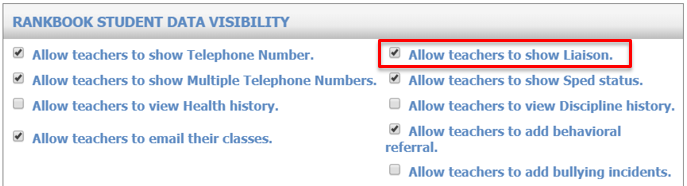 RANKBOOK STUDENT DATA VISIBILITY
Allow teachers to show Telephone Number.
Allow teachers to show Multiple Telephone Numbers.
Allow teachers to view Health history.
Allow teachers to email their classes.
Allow teachers to show Liaison.
Allow teachers to show Sped status.
Allow teachers to view Discipline history.
Allow teachers to add behavioral
referral.
Allow teachers to add bullying incidents.